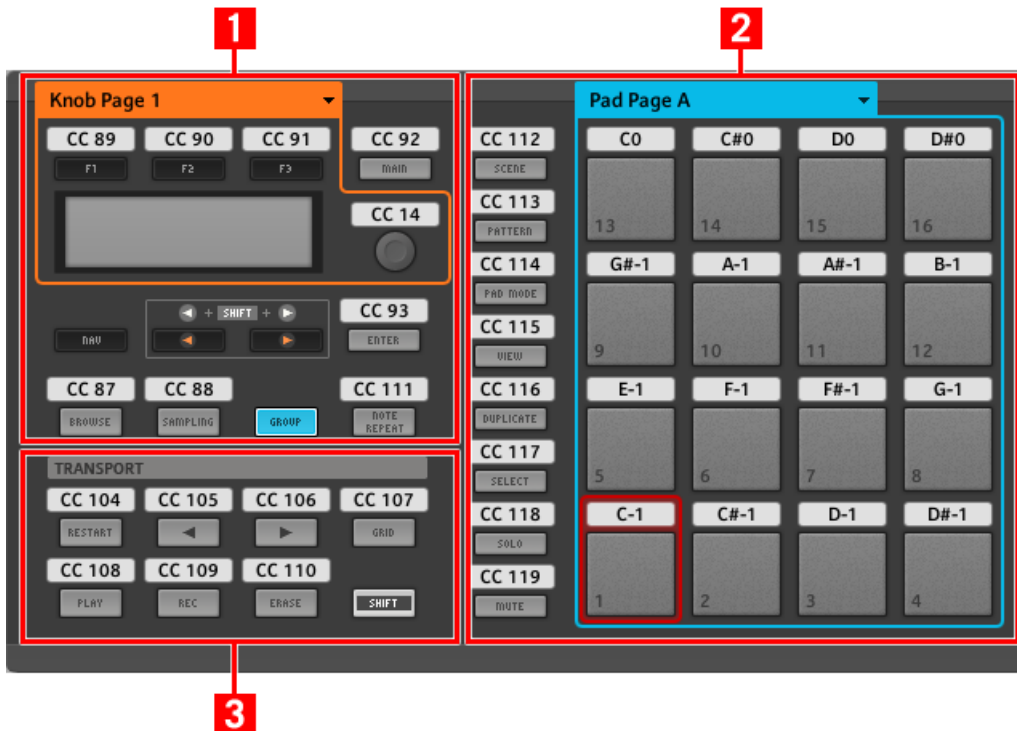 1
2
Knob Page 1
CC 89 CC 90 CC 91 CC 92
F1 F2 F3 MAIN
CC 14
SHIFT
CC 93
NAV ENTER
CC 87 CC 88 CC 111
BROWSE SAMPLING GROUP NOTE REPEAT
Pad Page A
CC 112
SCENE
CC 113
PATTERN
CC 114
PAD MODE
CC 115
VIEW
CC 116
DUPLICATE
CC 117
SELECT
CC 118
SOLO
CC 119
MUTE
C0 C#0 D0 D#0
13 14 15 16
G#-1 A-1 A#-1 B-1
9 10 11 12
E-1 F-1 F#-1 G-1
5 6 7 8
C-1 C#-1 D-1 D#-1
1 2 3 4
TRANSPORT
CC 104 CC 105 CC 106 CC 107
RESTART GRID
CC 108 CC 109 CC 110
PLAY REC ERASE SHIFT
3